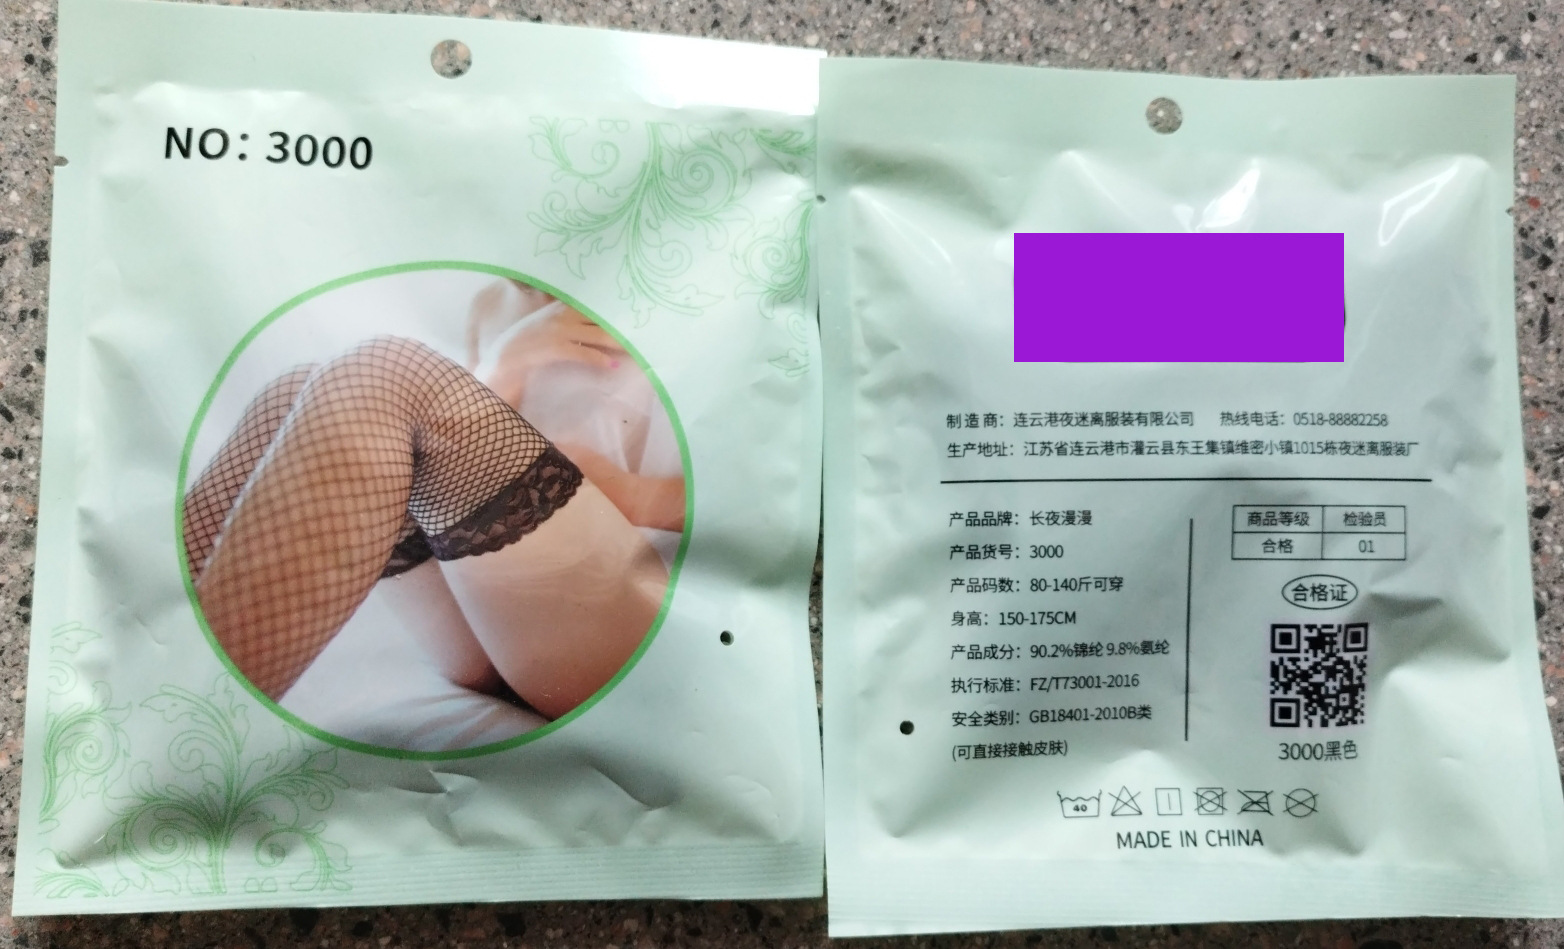 NO: 3000
制造商：连云港夜迷离服装有限公司 热线电话：0518-88882258
生产地址：江苏省连云港市灌云县东王集镇维密小镇1015栋夜迷离服装厂
产品品牌：长夜漫漫
产品货号：3000
产品码数：80-140斤可穿
身高：150-175CM
产品成分：90.2%锦纶 9.8%氨纶
执行标准：FZ/T73001-2016
安全类别：GB18401-2010B类
(可直接接触皮肤)
商品等级 检验员
合格 01
合格证
3000黑色
40
MADE IN CHINA